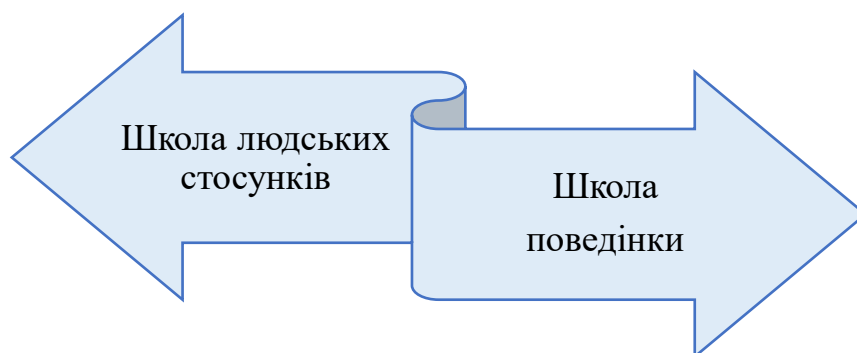 Школа людських
стосунків
Школа
поведінки